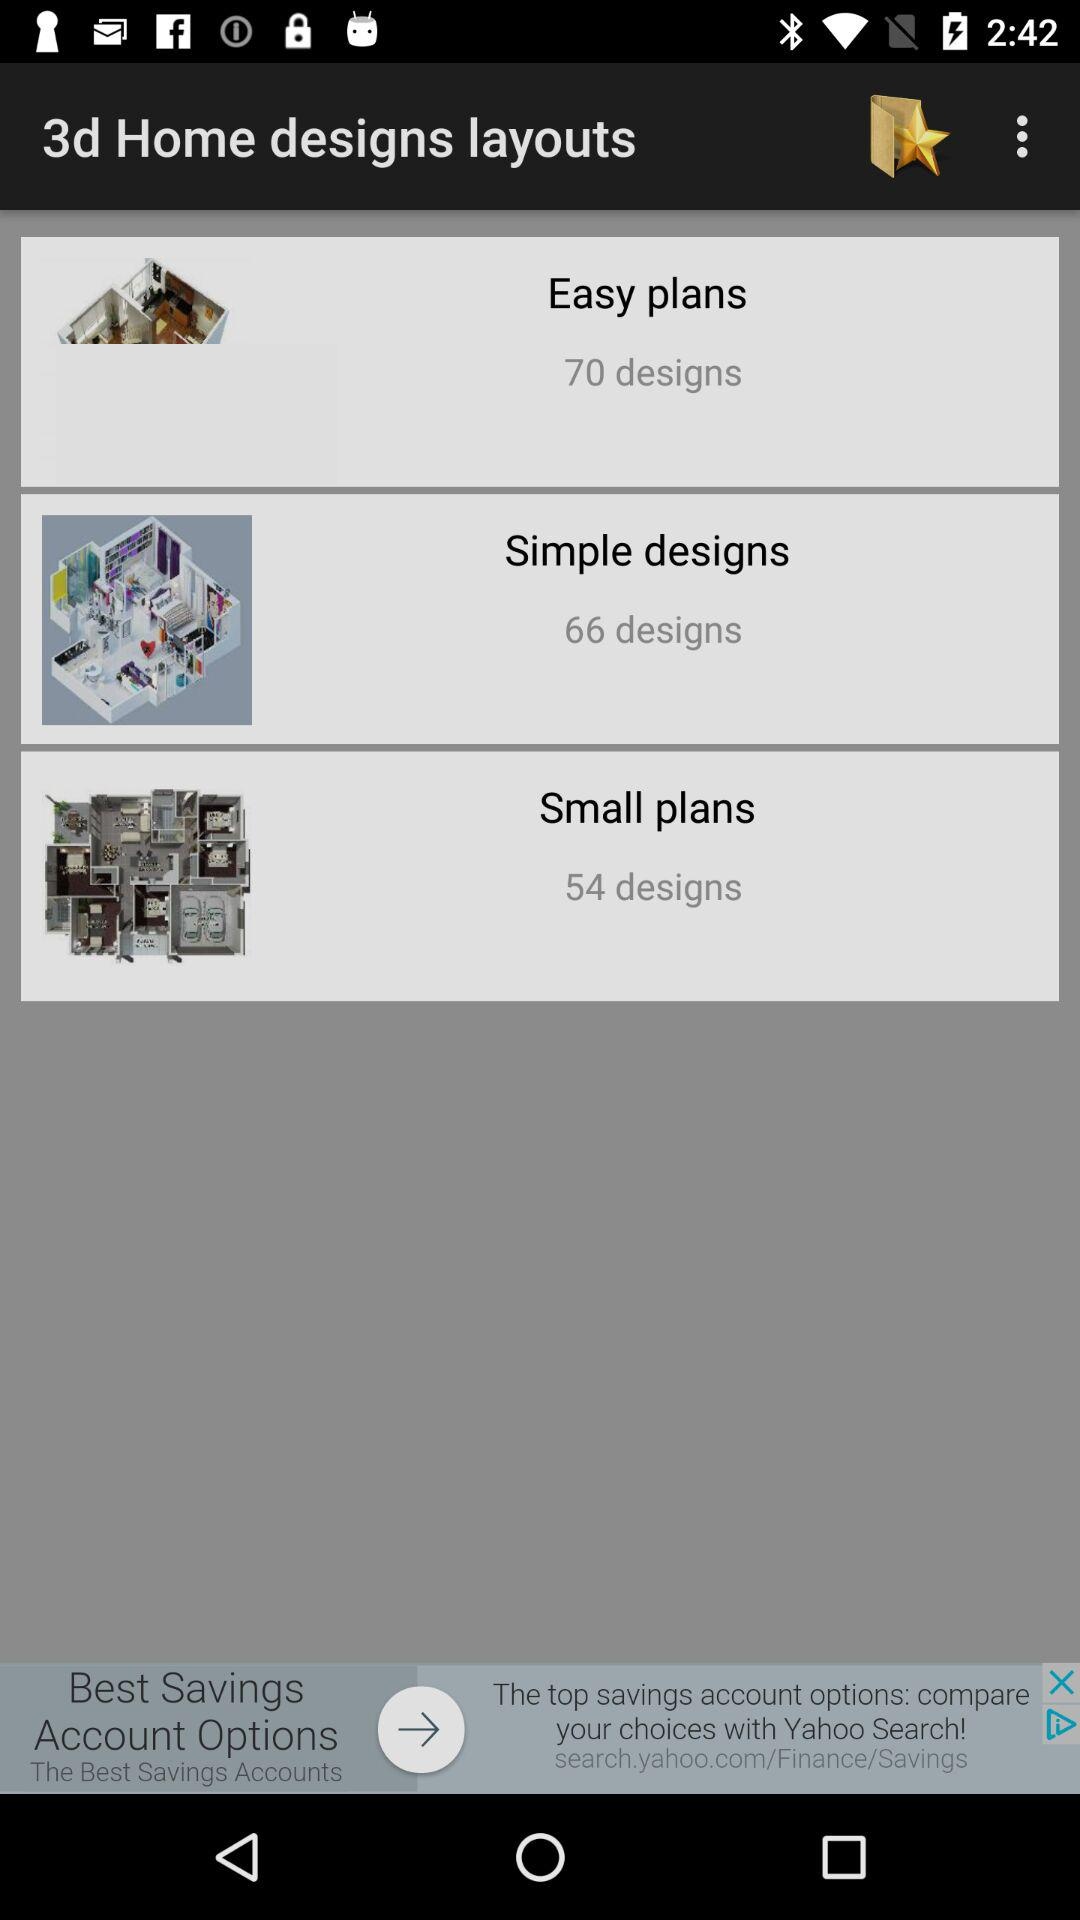 2:42
3d Home designs layouts
Easy plans
70 designs
Simple designs
66 designs
Small plans
54 designs
Best Savings
Account Options
The Best Savings Accounts
The top savings account options: compare
your choices with Yahoo Search!
search.yahoo.com/Finance/Savings